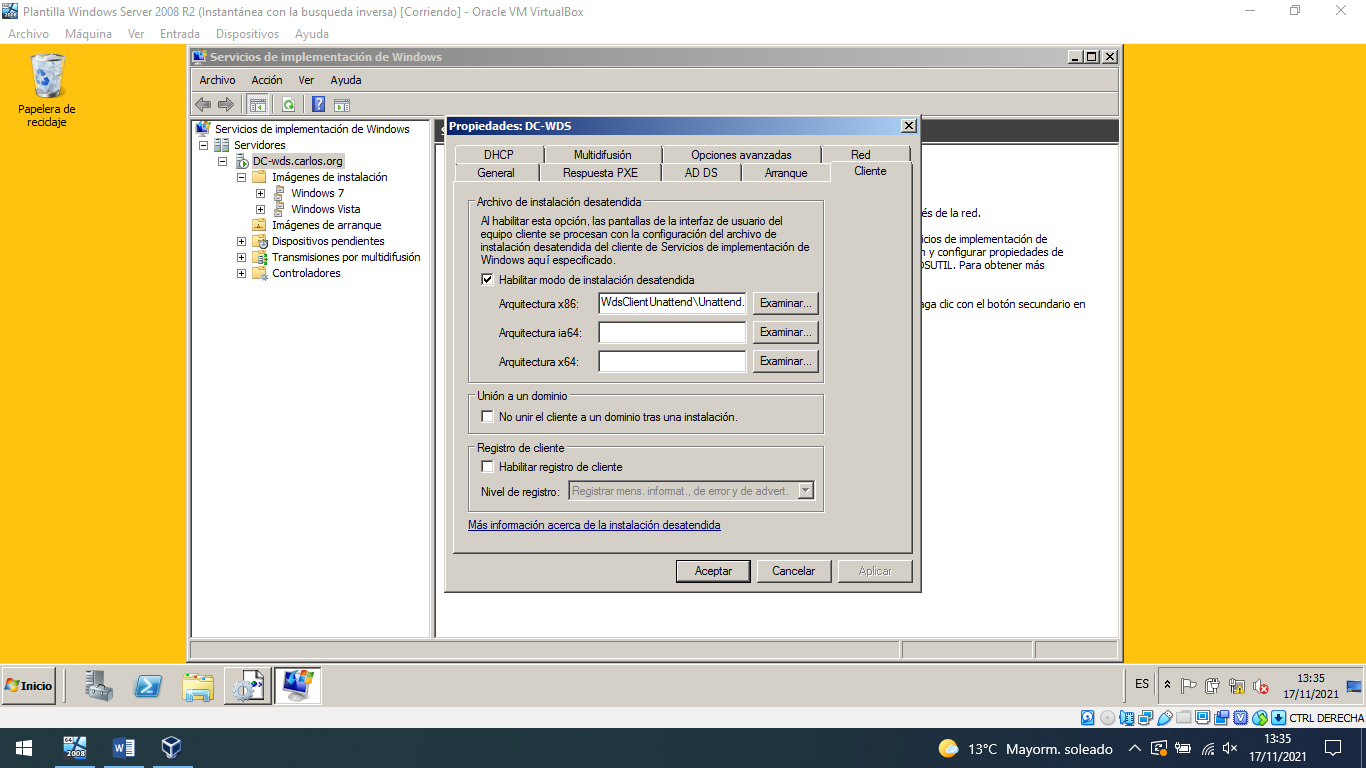 Plantilla Windows Server 2008 R2 (Instantánea con la busqueda inversa) [Corriendo] - Oracle VM VirtualBox
Archivo Máquina Ver Entrada Dispositivos Ayuda
Papelera de
reciclaje
Servicios de implementación de Windows
Archivo Acción Ver Ayuda
Servicios de implementación de Windows
Servidores
DC-wds.carlos.org
Imágenes de instalación
Windows 7
Windows Vista
Imágenes de arranque
Dispositivos pendientes
Transmisiones por multidifusión
Controladores
Propiedades: DC-WDS
DHCP Multidifusión Opciones avanzadas Red
General Respuesta PXE AD DS Arranque Cliente
Archivo de instalación desatendida
Al habilitar esta opción, las pantallas de la interfaz de usuario del
equipo cliente se procesan con la configuración del archivo de
instalación desatendida del cliente de Servicios de implementación de
Windows aquí especificado.
Habilitar modo de instalación desatendida
Arquitectura x86: WdsClientUnattend\Unattend. Examinar...
Arquitectura ia64: Examinar...
Arquitectura x64: Examinar...
Unión a un dominio
No unir el cliente a un dominio tras una instalación.
Registro de cliente
Habilitar registro de cliente
Nivel de registro: Registrar mens. informat., de error y de advert.
Más información acerca de la instalación desatendida
Aceptar Cancelar Aplicar
és de la red.
icios de implementación de
n y configurar propiedades de
DSUTIL. Para obtener más
aga clic con el botón secundario en
Inicio
ES
13:35
17/11/2021
CTRL DERECHA
2008
13°C Mayorm. soleado
13:35
17/11/2021